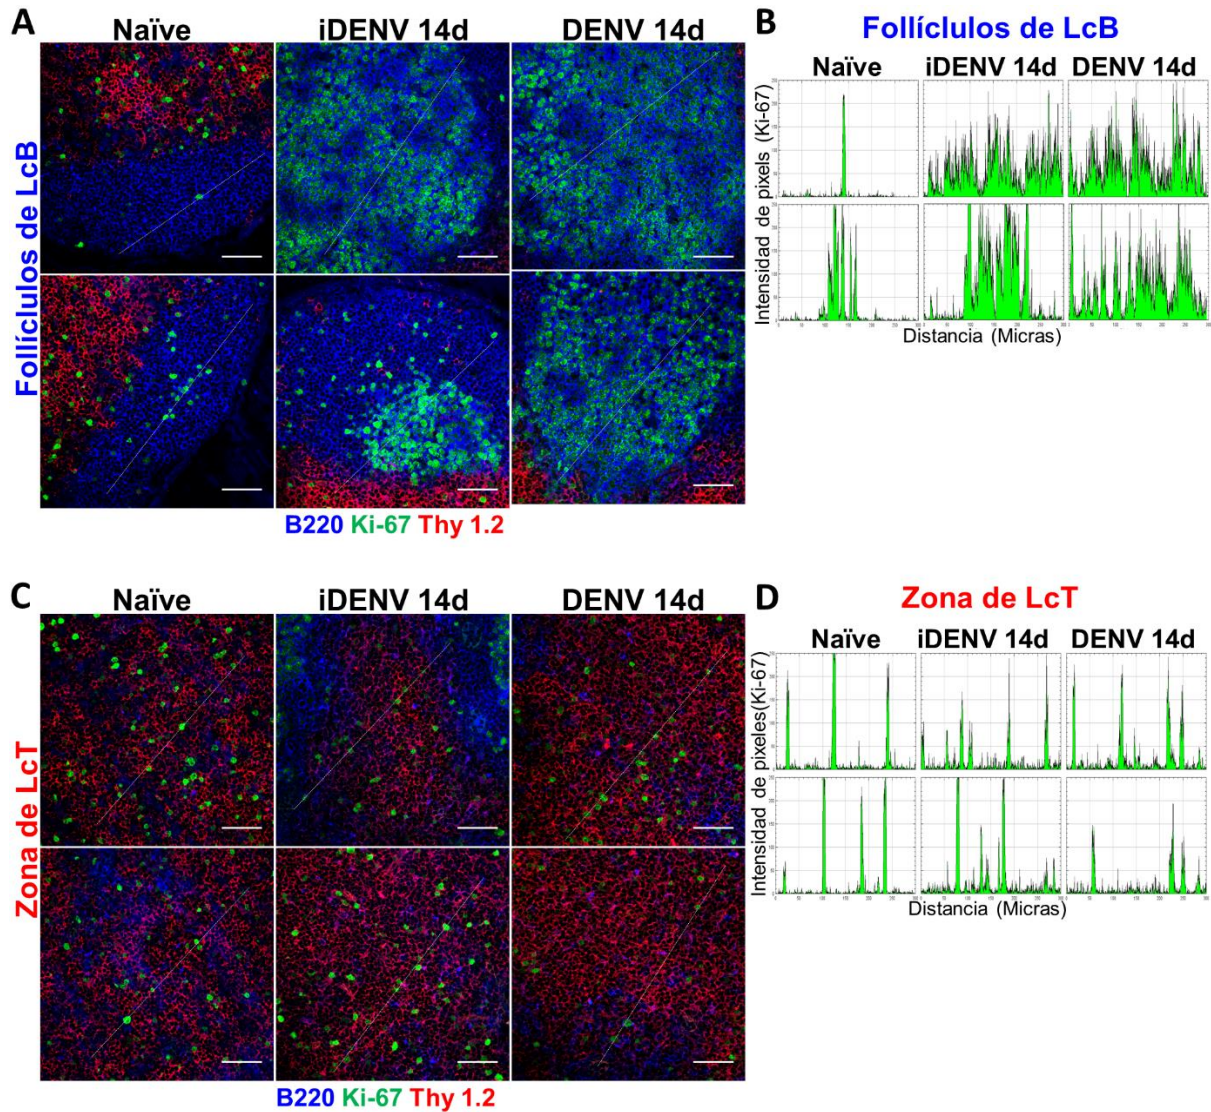 A
Naïve
iDENV 14d
DENV 14d
Follíclulos de LcB
B220 Ki-67 Thy 1.2
B
Follíclulos de LcB
Naïve
iDENV 14d
DENV 14d
Intensidad de pixels (Ki-67)
Distancia (Micras)
C
Naïve
iDENV 14d
DENV 14d
Zona de LcT
B220 Ki-67 Thy 1.2
D
Zona de LcT
Naïve
iDENV 14d
DENV 14d
Intensidad de pixeles(Ki-67)
Distancia (Micras)